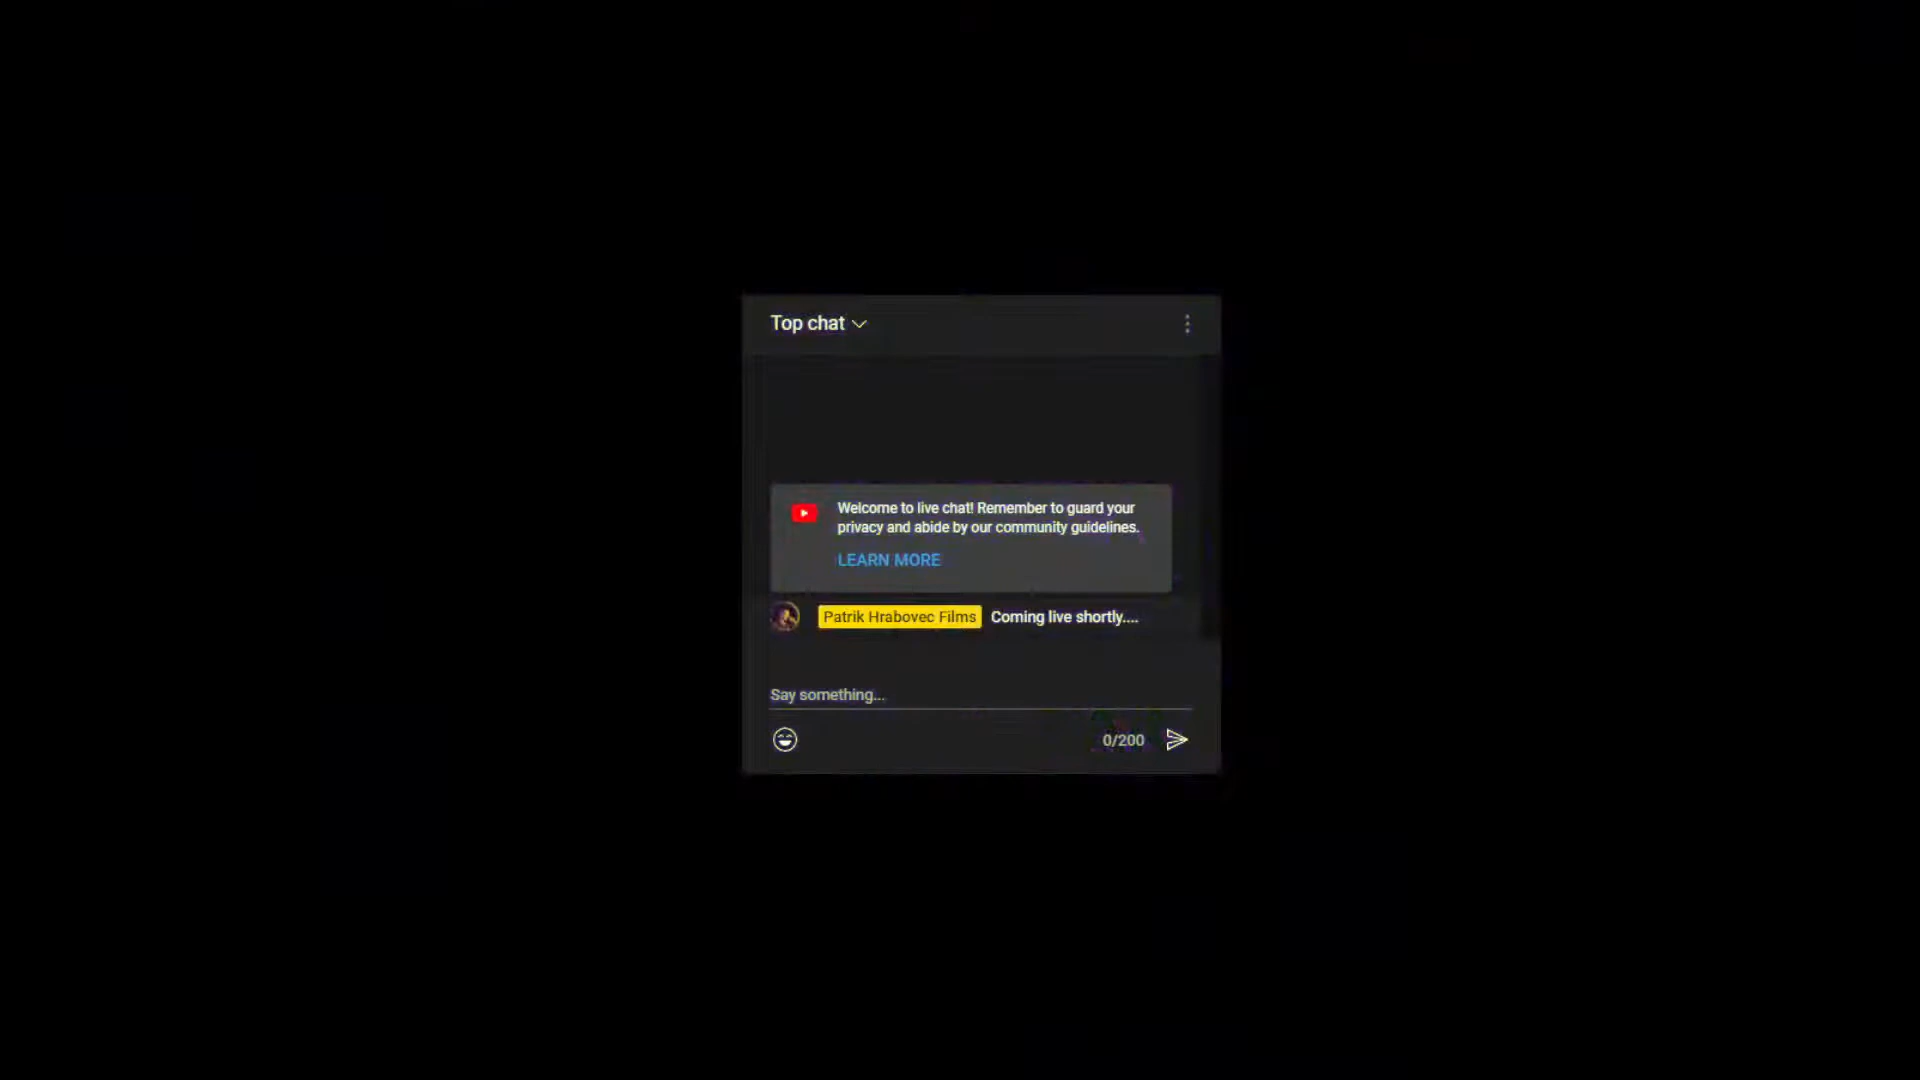 Top chat
Welcome to live chat! Remember to guard your
privacy and abide by our community guidelines.
LEARN MORE
Patrik Hrabovec Films Coming live shortly....
Say something...
0/200